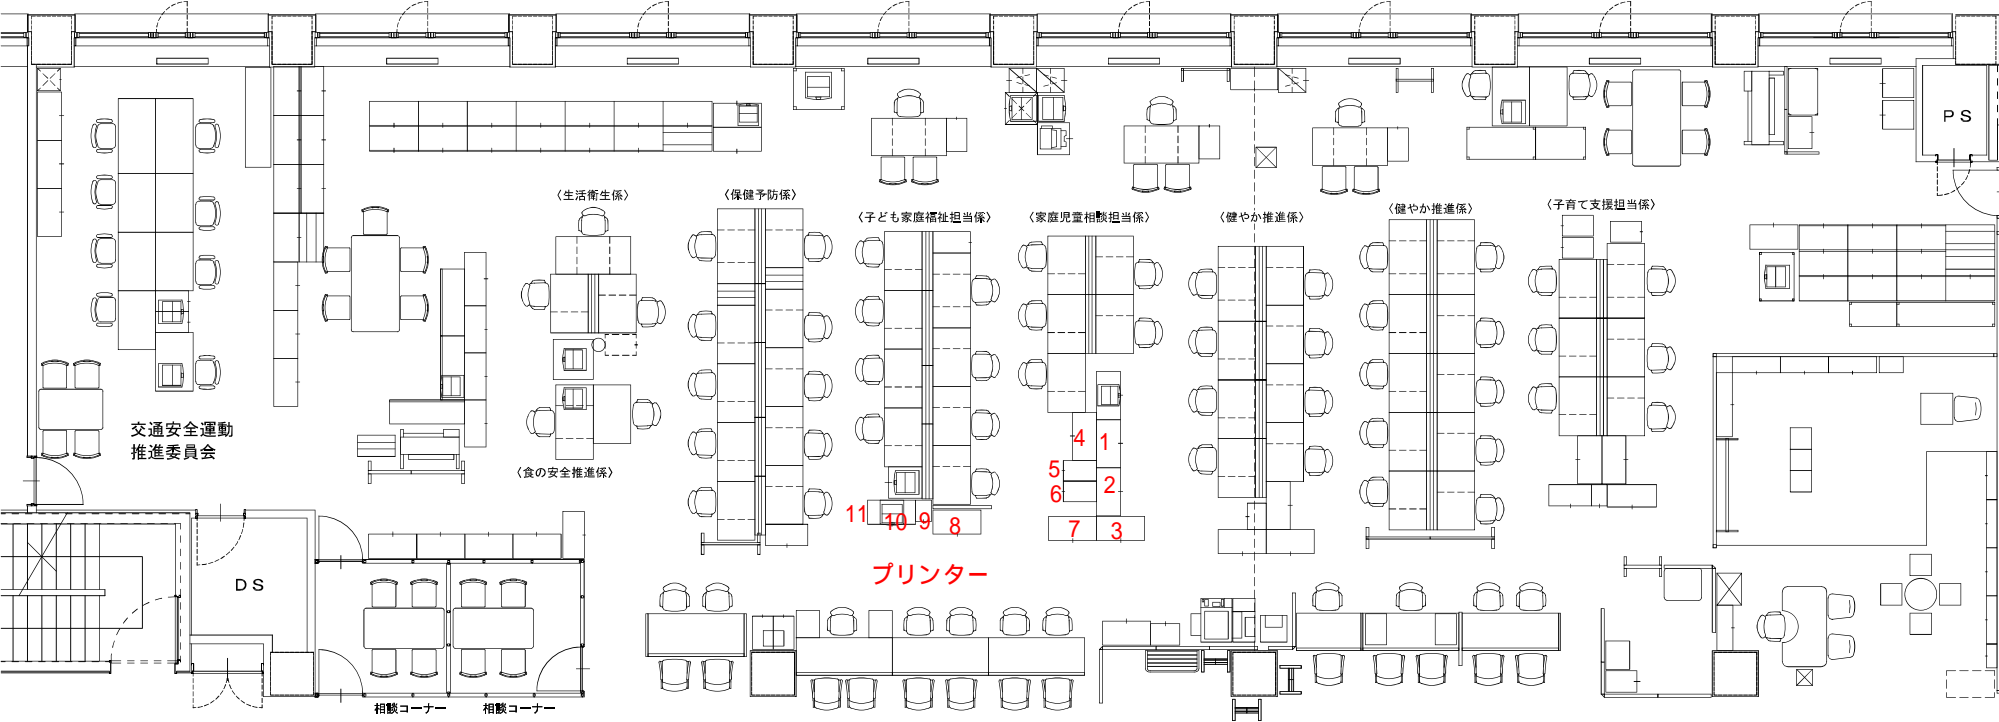 PS
〈生活衛生係〉
〈保健予防係〉
〈子ども家庭福祉担当係〉
〈家庭児童相談担当係〉
〈健やか推進係〉
〈健やか推進係〉
〈子育て支援担当係〉
交通安全運動
推進委員会
〈食の安全推進係〉
4
1
5
2
6
11
10
9
8
7
3
プリンター
DS
相談コーナー
相談コーナー